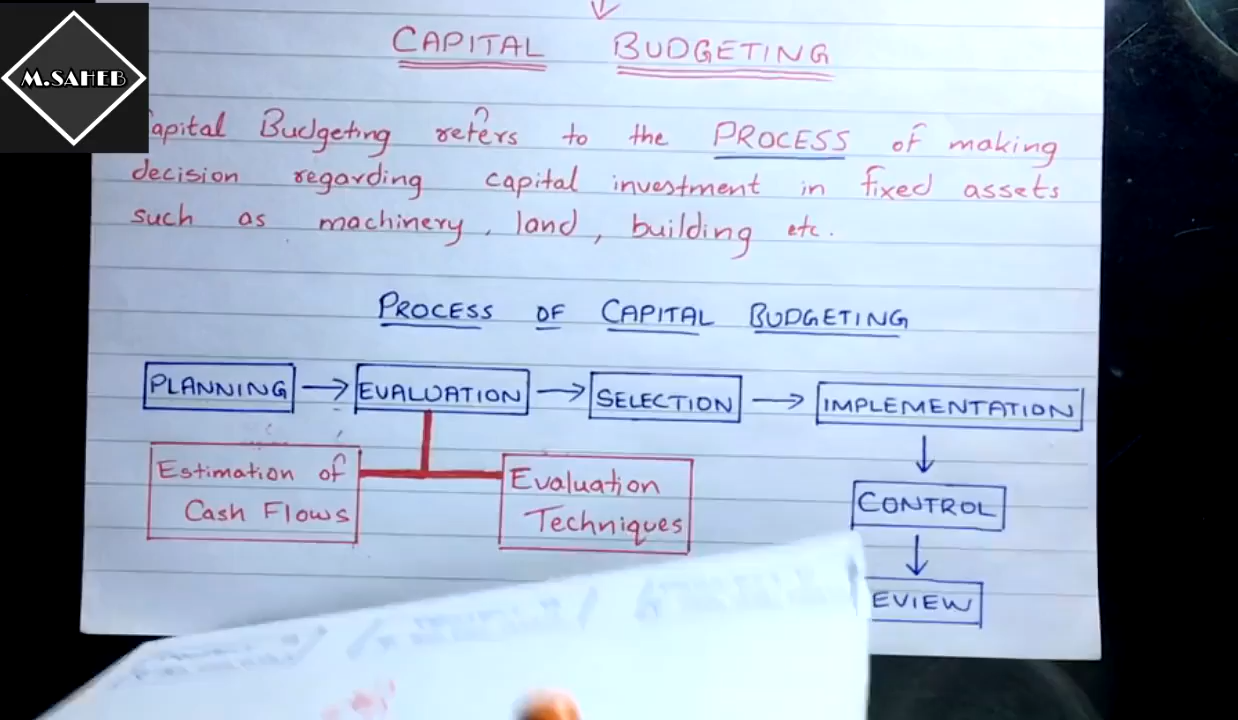 M.SAHEB
CAPITAL BUDGETING
apital Budgeting refers to the PROCESS of making
decision regarding capital investment in fixed assets
such as machinery, land, building etc.
PROCESS OF CAPITAL BUDGETING
PLANNING → EVALUATION → SELECTION → IMPLEMENTATION
Estimation of
Cash Flows
Evaluation
Techniques
CONTROL
EVIEW